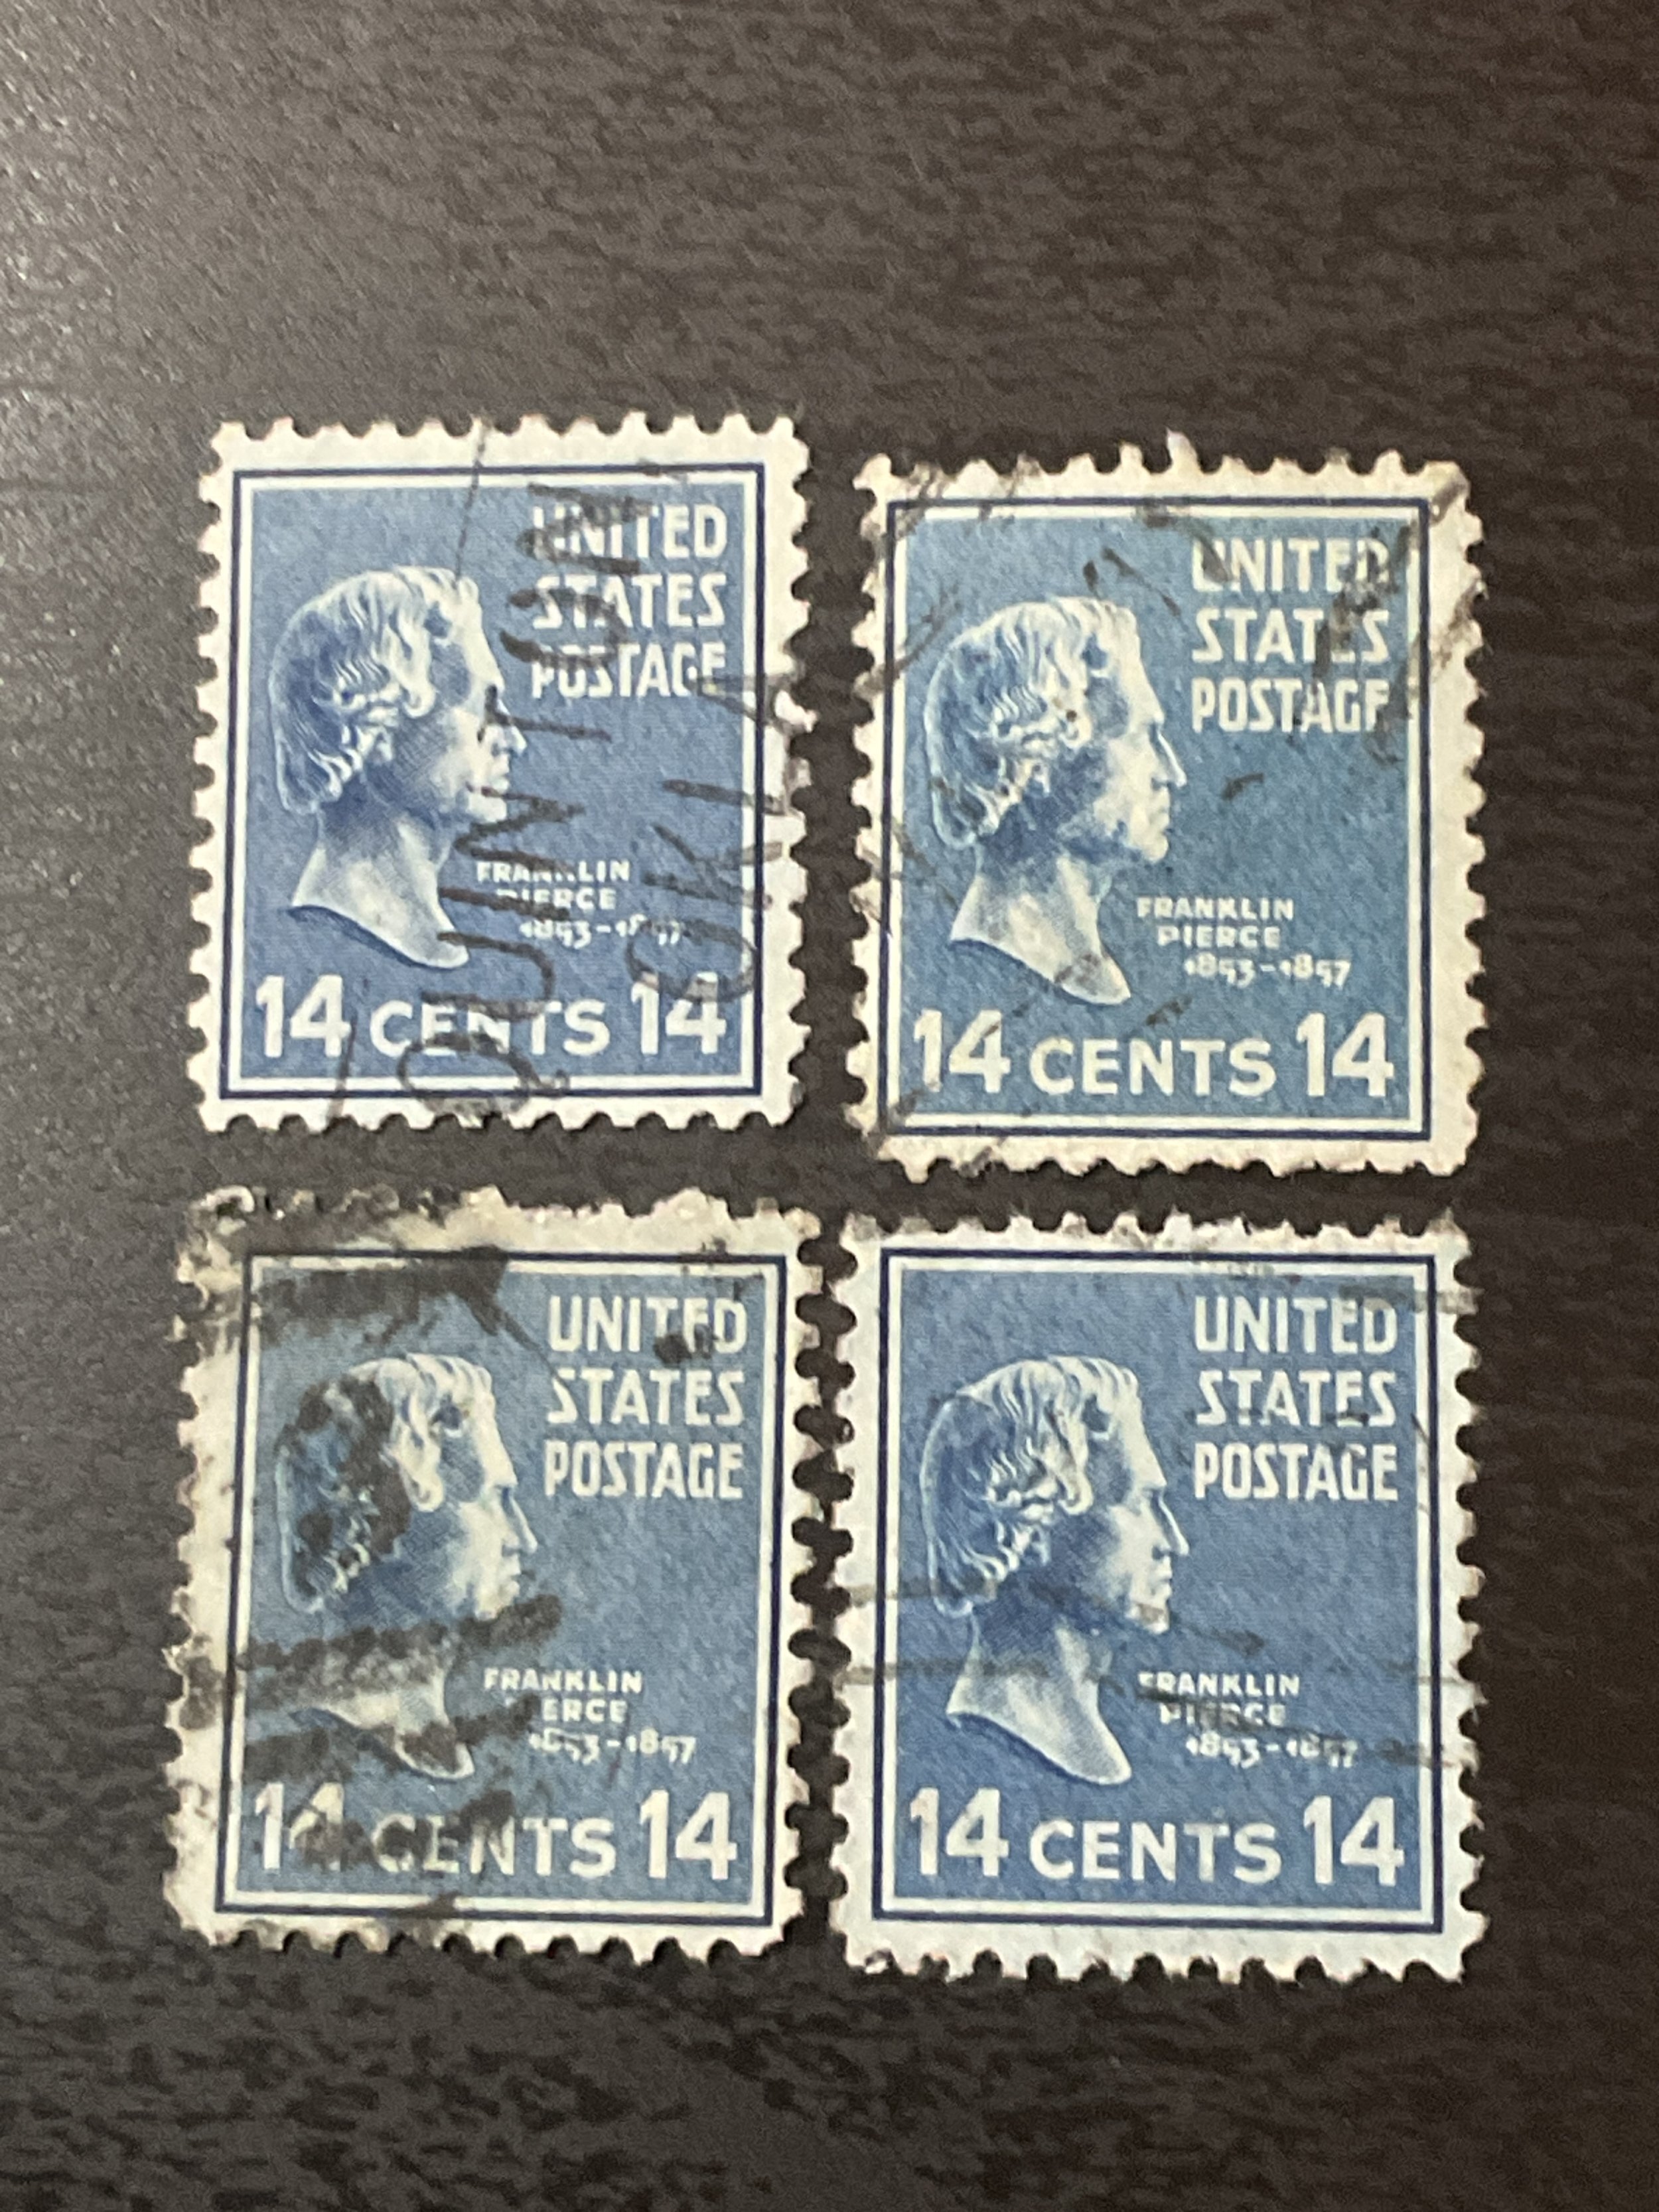 UNITED
STATES
POSTAGE
FRANKLIN
PIERCE
1853-1857
14 CENTS 14
QUINTON
OKLA
UNITED
STATES
POSTAGE
FRANKLIN
PIERCE
1853-1857
14 CENTS 14
UNITED
STATES
POSTAGE
FRANKLIN
PIERCE
1853-1857
14 CENTS 14
UNITED
STATES
POSTAGE
FRANKLIN
PIERCE
1853-1857
14 CENTS 14